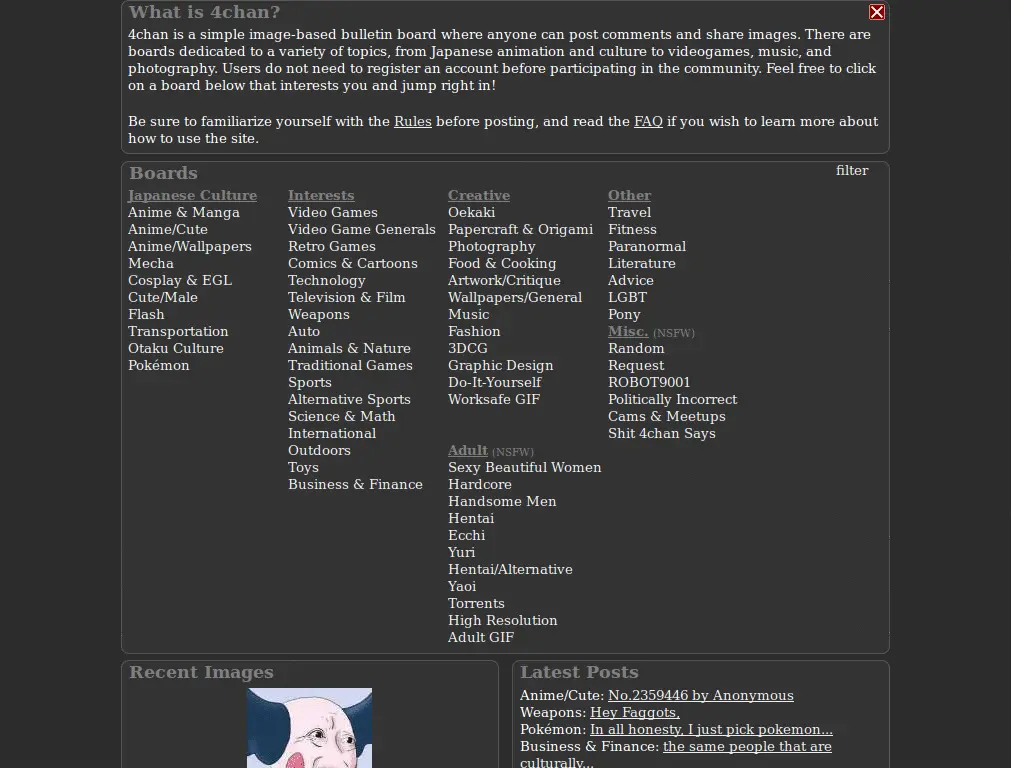 What is 4chan?
4chan is a simple image-based bulletin board where anyone can post comments and share images. There are
boards dedicated to a variety of topics, from Japanese animation and culture to videogames, music, and
photography. Users do not need to register an account before participating in the community. Feel free to click
on a board below that interests you and jump right in!
Be sure to familiarize yourself with the Rules before posting, and read the FAQ if you wish to learn more about
how to use the site.
Boards
filter
Japanese Culture
Anime & Manga
Anime/Cute
Anime/Wallpapers
Mecha
Cosplay & EGL
Cute/Male
Flash
Transportation
Otaku Culture
Pokémon
Interests
Video Games
Video Game Generals
Retro Games
Comics & Cartoons
Technology
Television & Film
Weapons
Auto
Animals & Nature
Traditional Games
Sports
Alternative Sports
Science & Math
International
Outdoors
Toys
Business & Finance
Creative
Oekaki
Papercraft & Origami
Photography
Food & Cooking
Artwork/Critique
Wallpapers/General
Music
Fashion
3DCG
Graphic Design
Do-It-Yourself
Worksafe GIF
Adult (NSFW)
Sexy Beautiful Women
Hardcore
Handsome Men
Hentai
Ecchi
Yuri
Hentai/Alternative
Yaoi
Torrents
High Resolution
Adult GIF
Other
Travel
Fitness
Paranormal
Literature
Advice
LGBT
Pony
Misc. (NSFW)
Random
Request
ROBOT9001
Politically Incorrect
Cams & Meetups
Shit 4chan Says
Recent Images
Latest Posts
Anime/Cute: No.2359446 by Anonymous
Weapons: Hey Faggots,
Pokémon: In all honesty, I just pick pokemon...
Business & Finance: the same people that are
culturally...